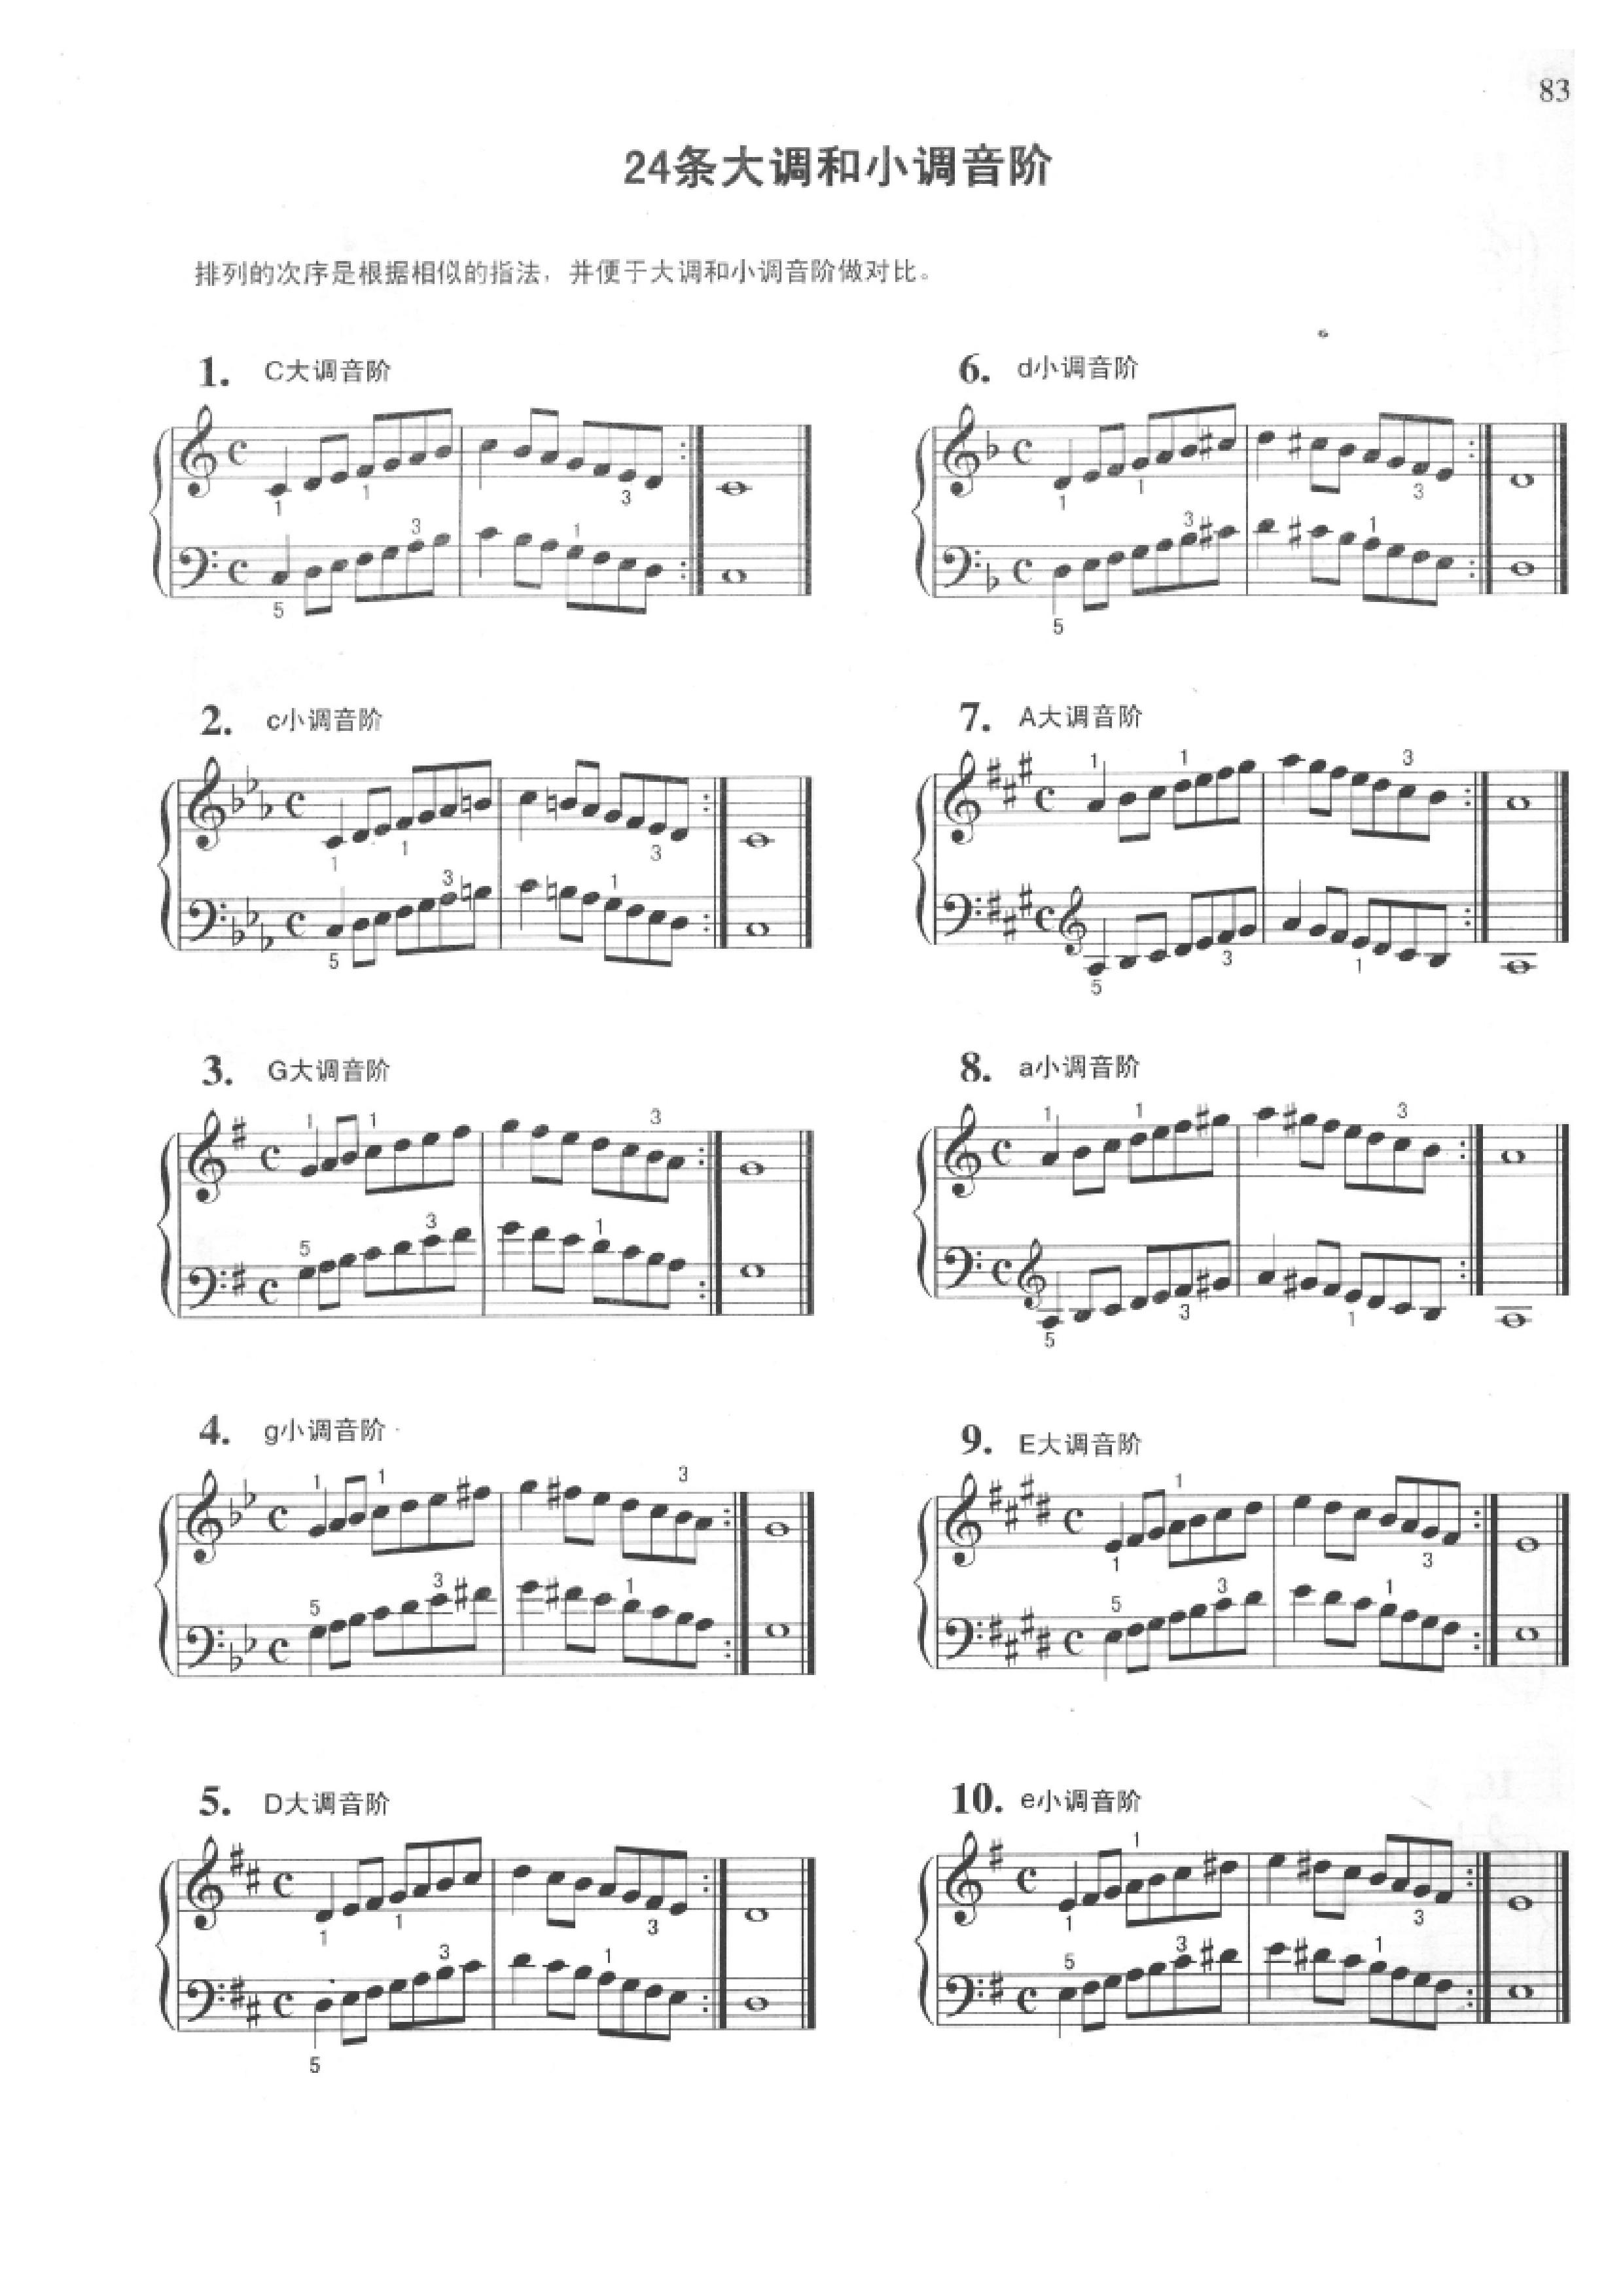 83
24条大调和小调音阶
排列的次序是根据相似的指法，并便于大调和小调音阶做对比。
1. C大调音阶
1 1 3
3 1
5
2. c小调音阶
1 1 3
3 1
5
3. G大调音阶
1 1 3
5 3 1
4. g小调音阶
1 1 3
5 3 1
5. D大调音阶
1 1 3
3 1
5
6. d小调音阶
1 1 3
3 1
5
7. A大调音阶
1 1 3
5 3 1
8. a小调音阶
1 1 3
5 3 1
9. E大调音阶
1
1 3
5 3 1
10. e小调音阶
1
1 3
5 3 1